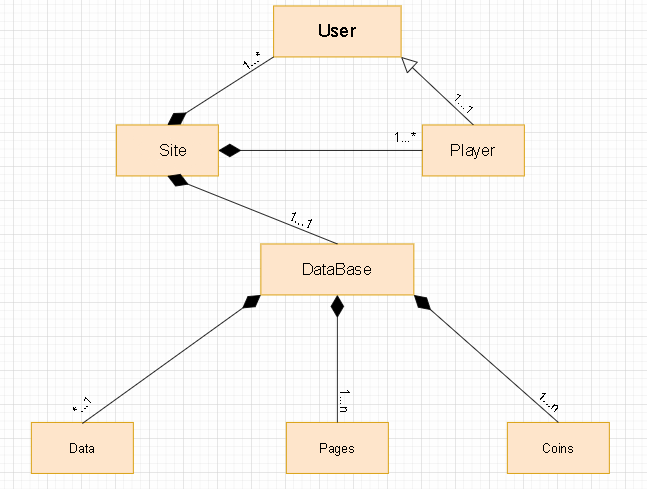 User
1...*
1...1
Site
1...*
Player
1...1
DataBase
*...1
1...n
1...n
Data
Pages
Coins